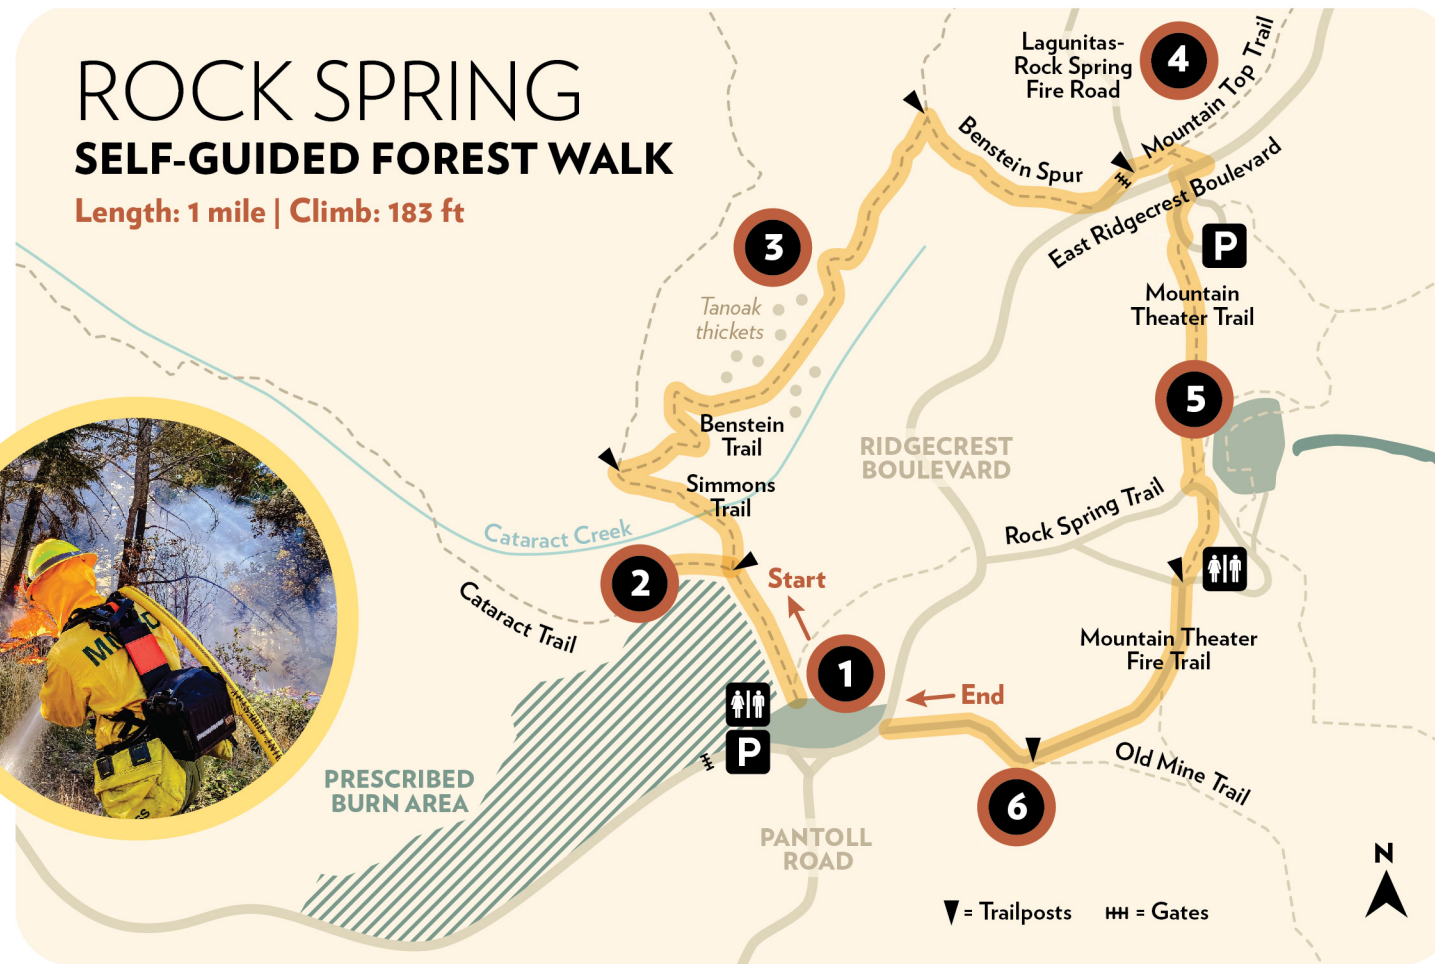 ROCK SPRING
SELF-GUIDED FOREST WALK
Length: 1 mile | Climb: 183 ft
Lagunitas-
Rock Spring
Fire Road
4
Mountain Top Trail
Benstein Spur
East Ridgecrest Boulevard
3
P
Tanoak
thickets
Mountain
Theater Trail
5
Benstein
Trail
RIDGECREST
BOULEVARD
Simmons
Trail
Rock Spring Trail
Cataract Creek
2
Start
Cataract Trail
Mountain Theater
Fire Trail
1
End
P
Old Mine Trail
PRESCRIBED
BURN AREA
6
PANTOLL
ROAD
N
= Trailposts
= Gates